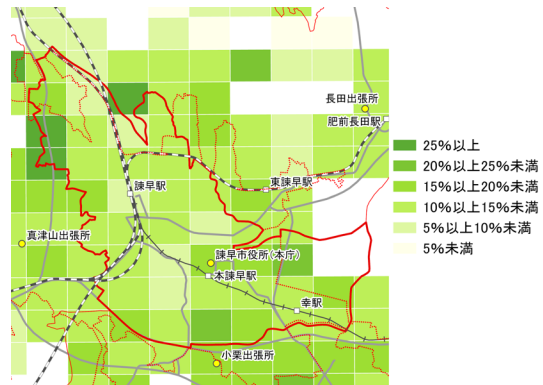 長田出張所
肥前長田駅
東諫早駅
諫早駅
真津山出張所
諫早市役所(本庁)
本諫早駅
幸駅
小栗出張所
25%以上
20%以上25%未満
15%以上20%未満
10%以上15%未満
5%以上10%未満
5%未満